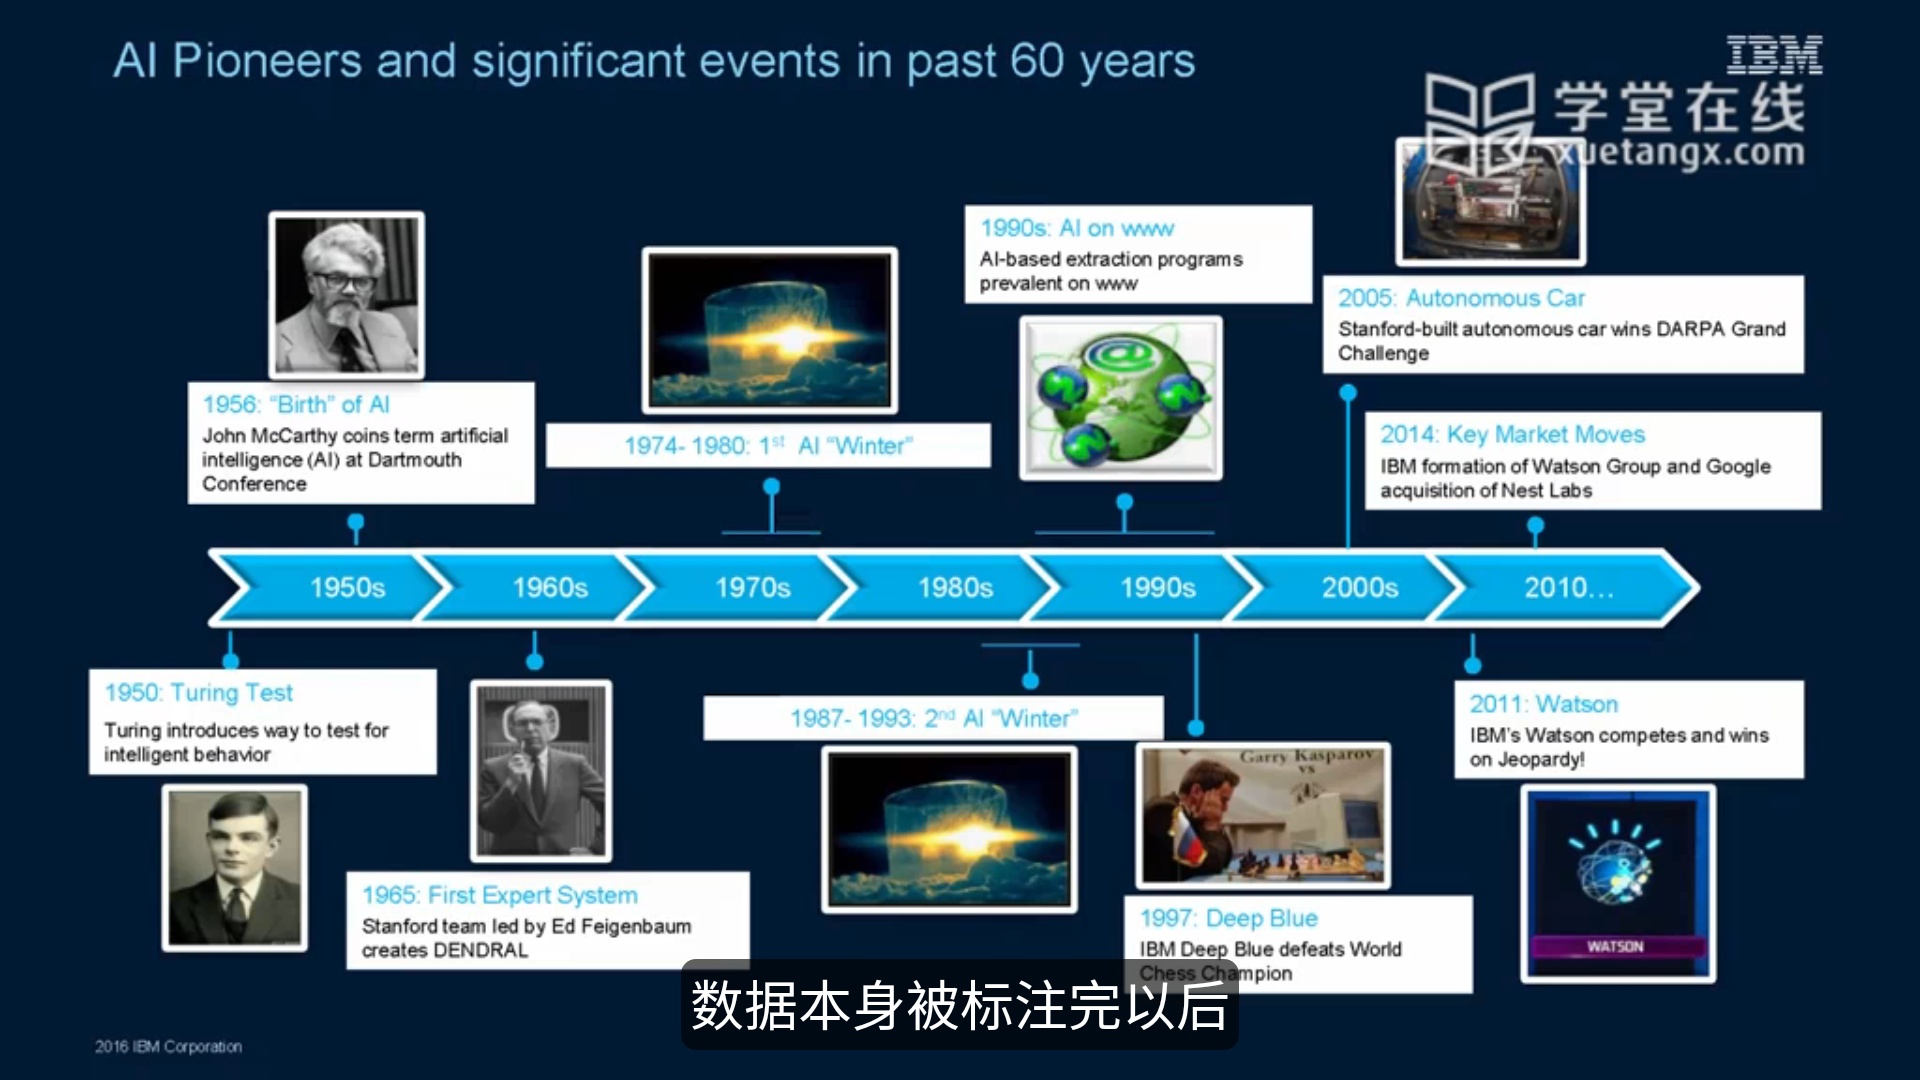 AI Pioneers and significant events in past 60 years
IBM
学堂在线
xuetangx.com
1956: “Birth” of AI
John McCarthy coins term artificial
intelligence (AI) at Dartmouth
Conference
1974- 1980: 1st AI “Winter”
1990s: AI on www
AI-based extraction programs
prevalent on www
@
2005: Autonomous Car
Stanford-built autonomous car wins DARPA Grand
Challenge
2014: Key Market Moves
IBM formation of Watson Group and Google
acquisition of Nest Labs
1950s
1960s
1970s
1980s
1990s
2000s
2010...
1950: Turing Test
Turing introduces way to test for
intelligent behavior
1965: First Expert System
Stanford team led by Ed Feigenbaum
creates DENDRAL
1987- 1993: 2nd AI “Winter”
Garry Kasparov
vs
1997: Deep Blue
IBM Deep Blue defeats World
Chess Champion
2011: Watson
IBM's Watson competes and wins
on Jeopardy!
WATSON
数据本身被标注完以后
2016 IBM Corporation